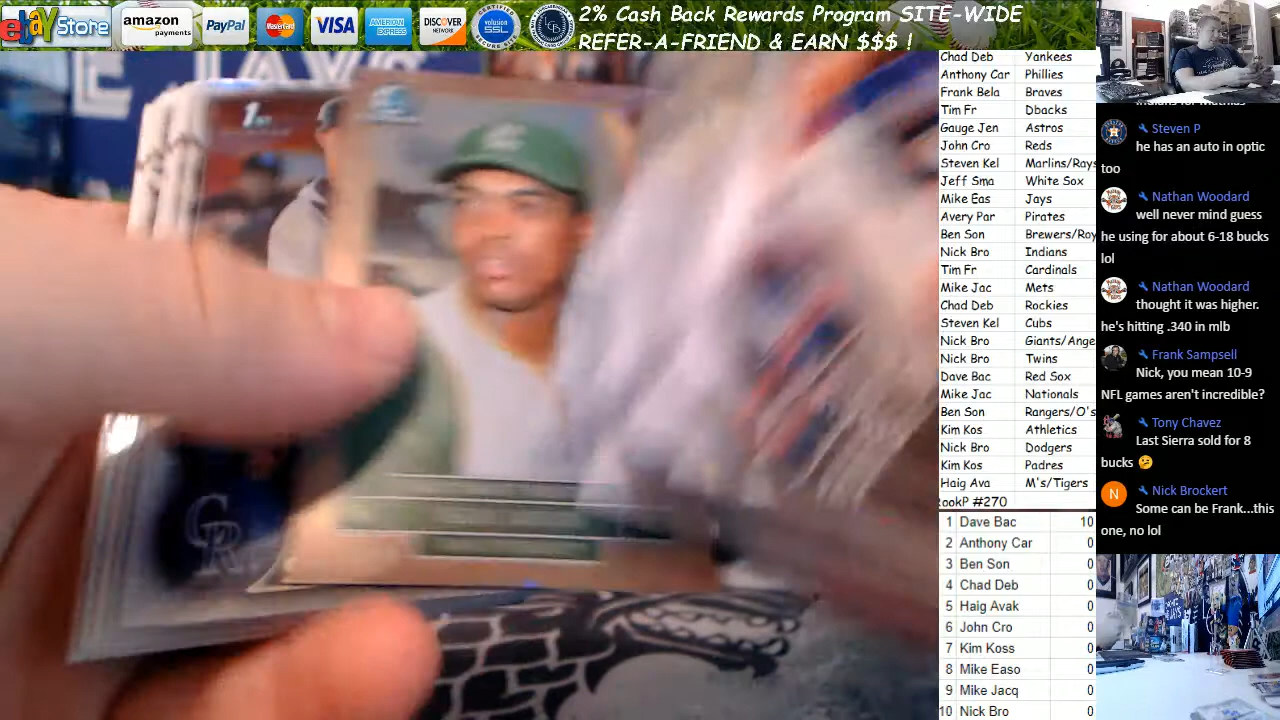 ebay Store
amazon payments
PayPal
MasterCard
VISA
AMERICAN EXPRESS
DISCOVER NETWORK
volusion SSL
2% Cash Back Rewards Program SITE-WIDE
REFER-A-FRIEND & EARN $$$ !
Chad Deb Yankees
Anthony Car Phillies
Frank Bela Braves
Tim Fr Dbacks
Gauge Jen Astros
John Cro Reds
Steven Kel Marlins/Rays
Jeff Sma White Sox
Mike Eas Jays
Avery Par Pirates
Ben Son Brewers/Roy
Nick Bro Indians
Tim Fr Cardinals
Mike Jac Mets
Chad Deb Rockies
Steven Kel Cubs
Nick Bro Giants/Ange
Nick Bro Twins
Dave Bac Red Sox
Mike Jac Nationals
Ben Son Rangers/O's
Kim Kos Athletics
Nick Bro Dodgers
Kim Kos Padres
Haig Ava M's/Tigers
RookP #270
1 Dave Bac 10
2 Anthony Car 0
3 Ben Son 0
4 Chad Deb 0
5 Haig Avak 0
6 John Cro 0
7 Kim Koss 0
8 Mike Easo 0
9 Mike Jacq 0
10 Nick Bro 0
Steven P
he has an auto in optic
too
Nathan Woodard
well never mind guess
he using for about 6-18 bucks
lol
Nathan Woodard
thought it was higher.
he's hitting .340 in mlb
Frank Sampsell
Nick, you mean 10-9
NFL games aren't incredible?
Tony Chavez
Last Sierra sold for 8
bucks 🤔
N
Nick Brockert
Some can be Frank...this
one, no lol
1st
CR